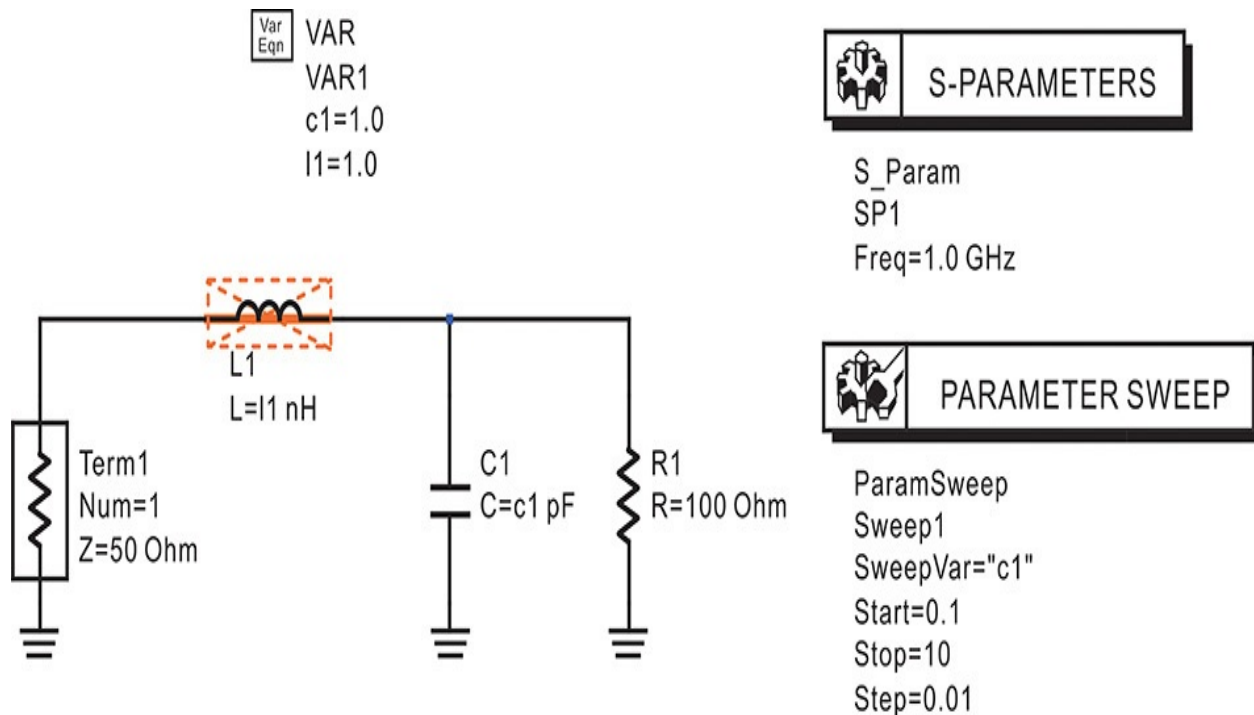 Var
Eqn
VAR
VAR1
c1=1.0
l1=1.0
S-PARAMETERS
S_Param
SP1
Freq=1.0 GHz
L1
L=l1 nH
Term1
Num=1
Z=50 Ohm
C1
C=c1 pF
R1
R=100 Ohm
PARAMETER SWEEP
ParamSweep
Sweep1
SweepVar="c1"
Start=0.1
Stop=10
Step=0.01